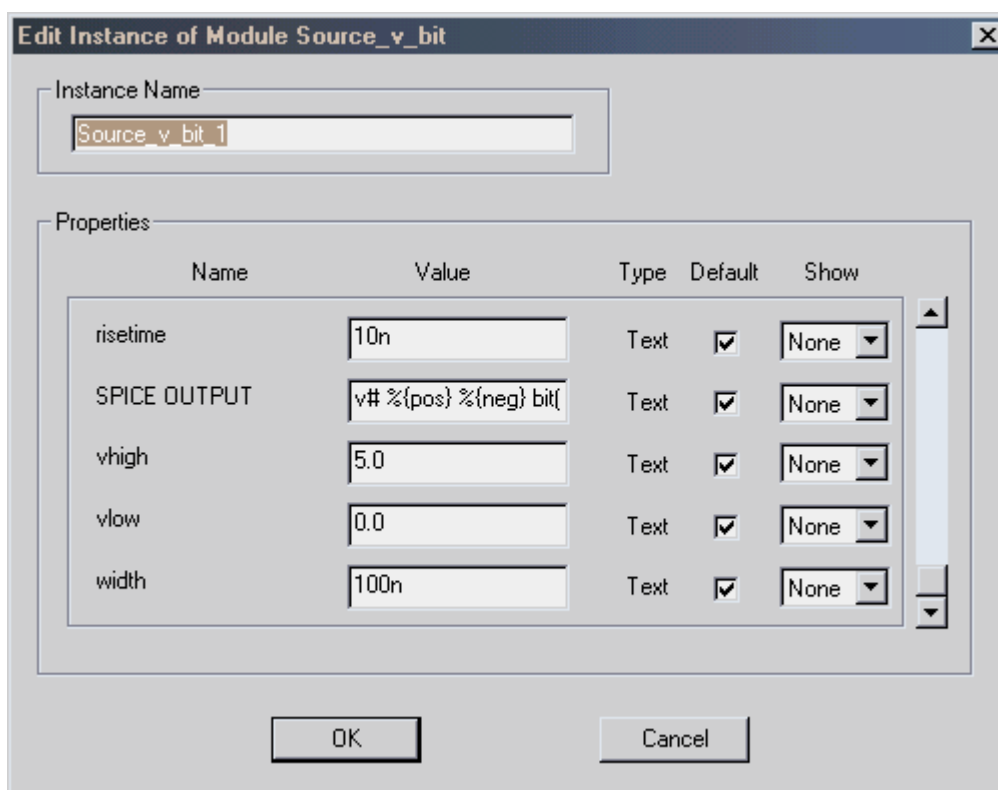 Edit Instance of Module Source_v_bit
Instance Name
Source_v_bit_1
Properties
Name Value Type Default Show
risetime 10n Text None
SPICE OUTPUT v# %{pos} %{neg} bit( Text None
vhigh 5.0 Text None
vlow 0.0 Text None
width 100n Text None
OK Cancel